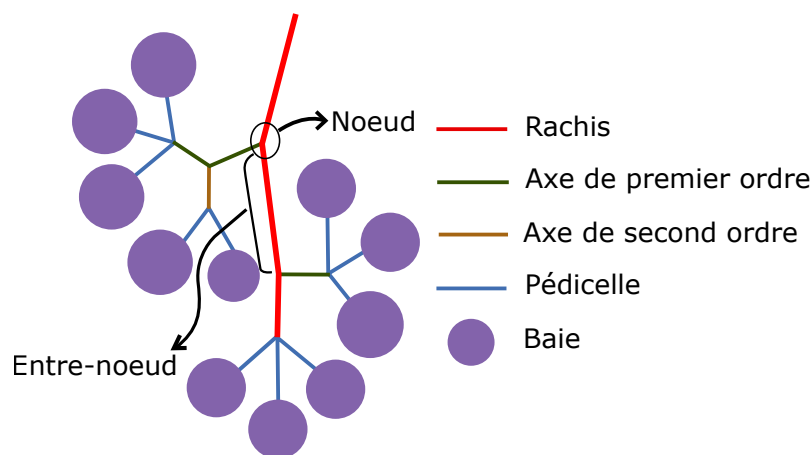 Noeud
Rachis
Axe de premier ordre
Axe de second ordre
Pédicelle
Baie
Entre-noeud